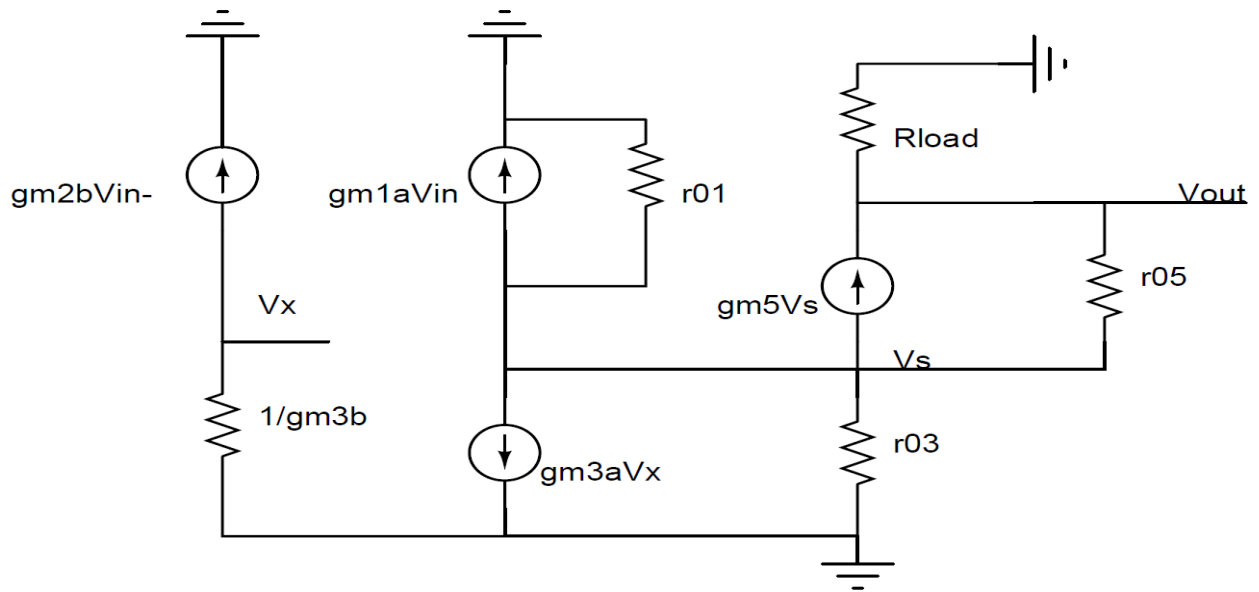 Rload
gm2bVin-
gm1aVin
r01
Vout
gm5Vs
r05
Vx
Vs
1/gm3b
gm3aVx
r03